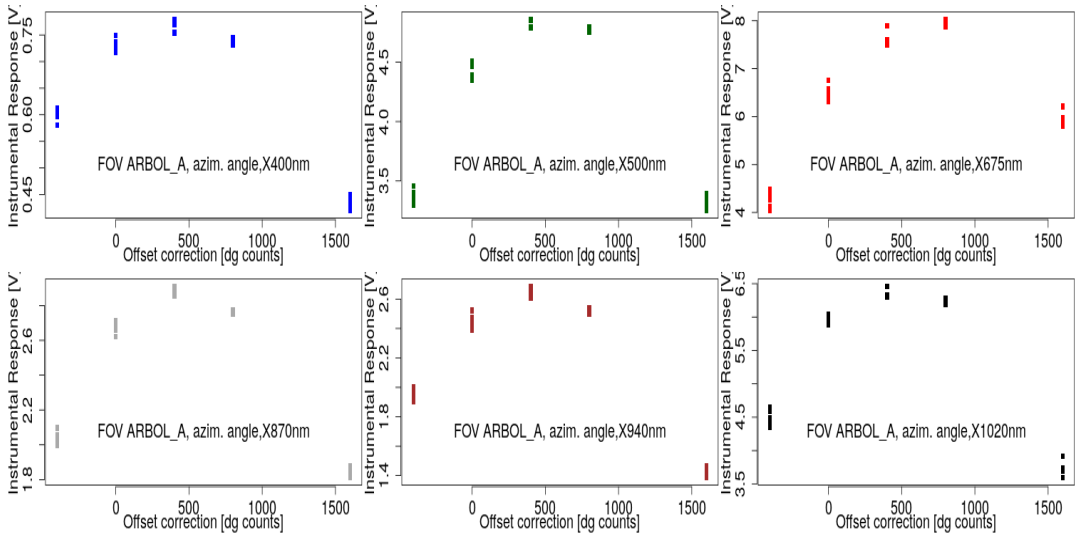 Instrumental Response [V]
0.45 0.60 0.75
FOV ARBOL_A, azim. angle,X400nm
0 500 1000 1500
Offset correction [dg counts]
Instrumental Response [V]
3.5 4.0 4.5
FOV ARBOL_A, azim. angle,X500nm
0 500 1000 1500
Offset correction [dg counts]
Instrumental Response [V]
4 5 6 7 8
FOV ARBOL_A, azim. angle,X675nm
0 500 1000 1500
Offset correction [dg counts]
Instrumental Response [V]
1.8 2.2 2.6
FOV ARBOL_A, azim. angle,X870nm
0 500 1000 1500
Offset correction [dg counts]
Instrumental Response [V]
1.4 1.8 2.2 2.6
FOV ARBOL_A, azim. angle,X940nm
0 500 1000 1500
Offset correction [dg counts]
Instrumental Response [V]
3.5 4.5 5.5 6.5
FOV ARBOL_A, azim. angle,X1020nm
0 500 1000 1500
Offset correction [dg counts]